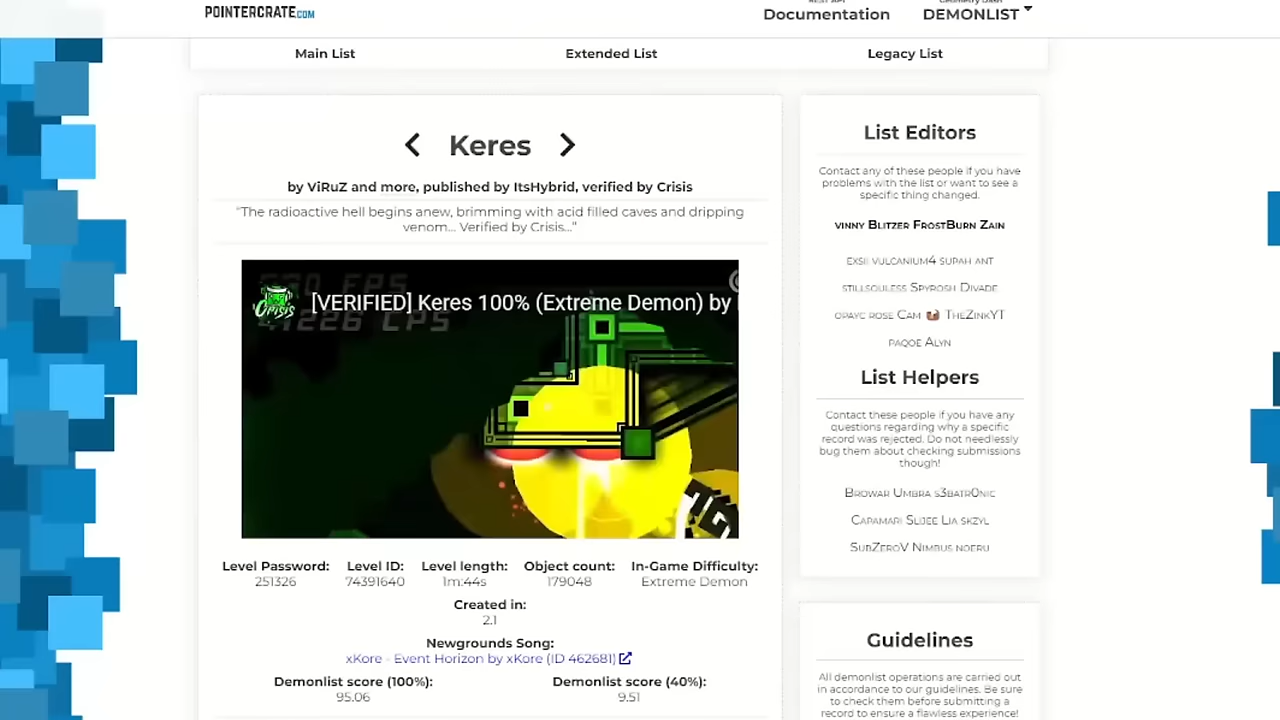 POINTERCRATE.COM
Documentation
DEMONLIST
Main List
Extended List
Legacy List
Keres
by ViRuZ and more, published by ItsHybrid, verified by Crisis
“The radioactive hell begins anew, brimming with acid filled caves and dripping
venom... Verified by Crisis...”
CRISIS
[VERIFIED] Keres 100% (Extreme Demon) by
Level Password:
251326
Level ID:
74391640
Level length:
1m:44s
Object count:
179048
In-Game Difficulty:
Extreme Demon
Created in:
2.1
Newgrounds Song:
xKore - Event Horizon by xKore (ID 462681)
Demonlist score (100%):
95.06
Demonlist score (40%):
9.51
List Editors
Contact any of these people if you have
problems with the list or want to see a
specific thing changed.
vinny Blitzer FrostBurn Zain
exsii vulcanium4 supah ant
stillsouless Spyrosh Divade
opayc rose Cam TheZinkYT
paqoe Alyn
List Helpers
Contact these people if you have any
questions regarding why a specific
record was rejected. Do not needlessly
bug them about checking submissions
though!
Browar Umbra s3batr0nic
Capamari Slijee Lia skzyl
SubZeroV Nimbus noeru
Guidelines
All demonlist operations are carried out
in accordance to our guidelines. Be sure
to check them before submitting a
record to ensure a flawless experience!